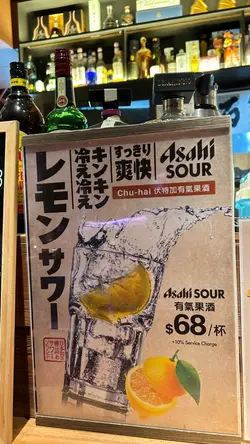 レモンサワー
キンキン
冷え冷え
すっきり
爽快
Asahi
SOUR
Chu-hai 伏特加有氣果酒
Asahi SOUR
有氣果酒
$68/杯
+10% Service Charge